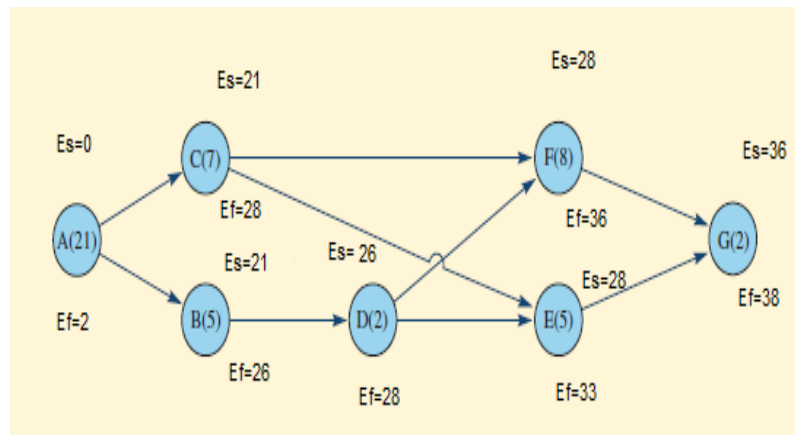 Es=28
Es=21
Es=0
Es=36
C(7)
F(8)
Ef=28
Ef=36
A(21)
G(2)
Es=21
Es= 26
Es=28
Ef=38
Ef=2
B(5)
D(2)
E(5)
Ef=26
Ef=28
Ef=33